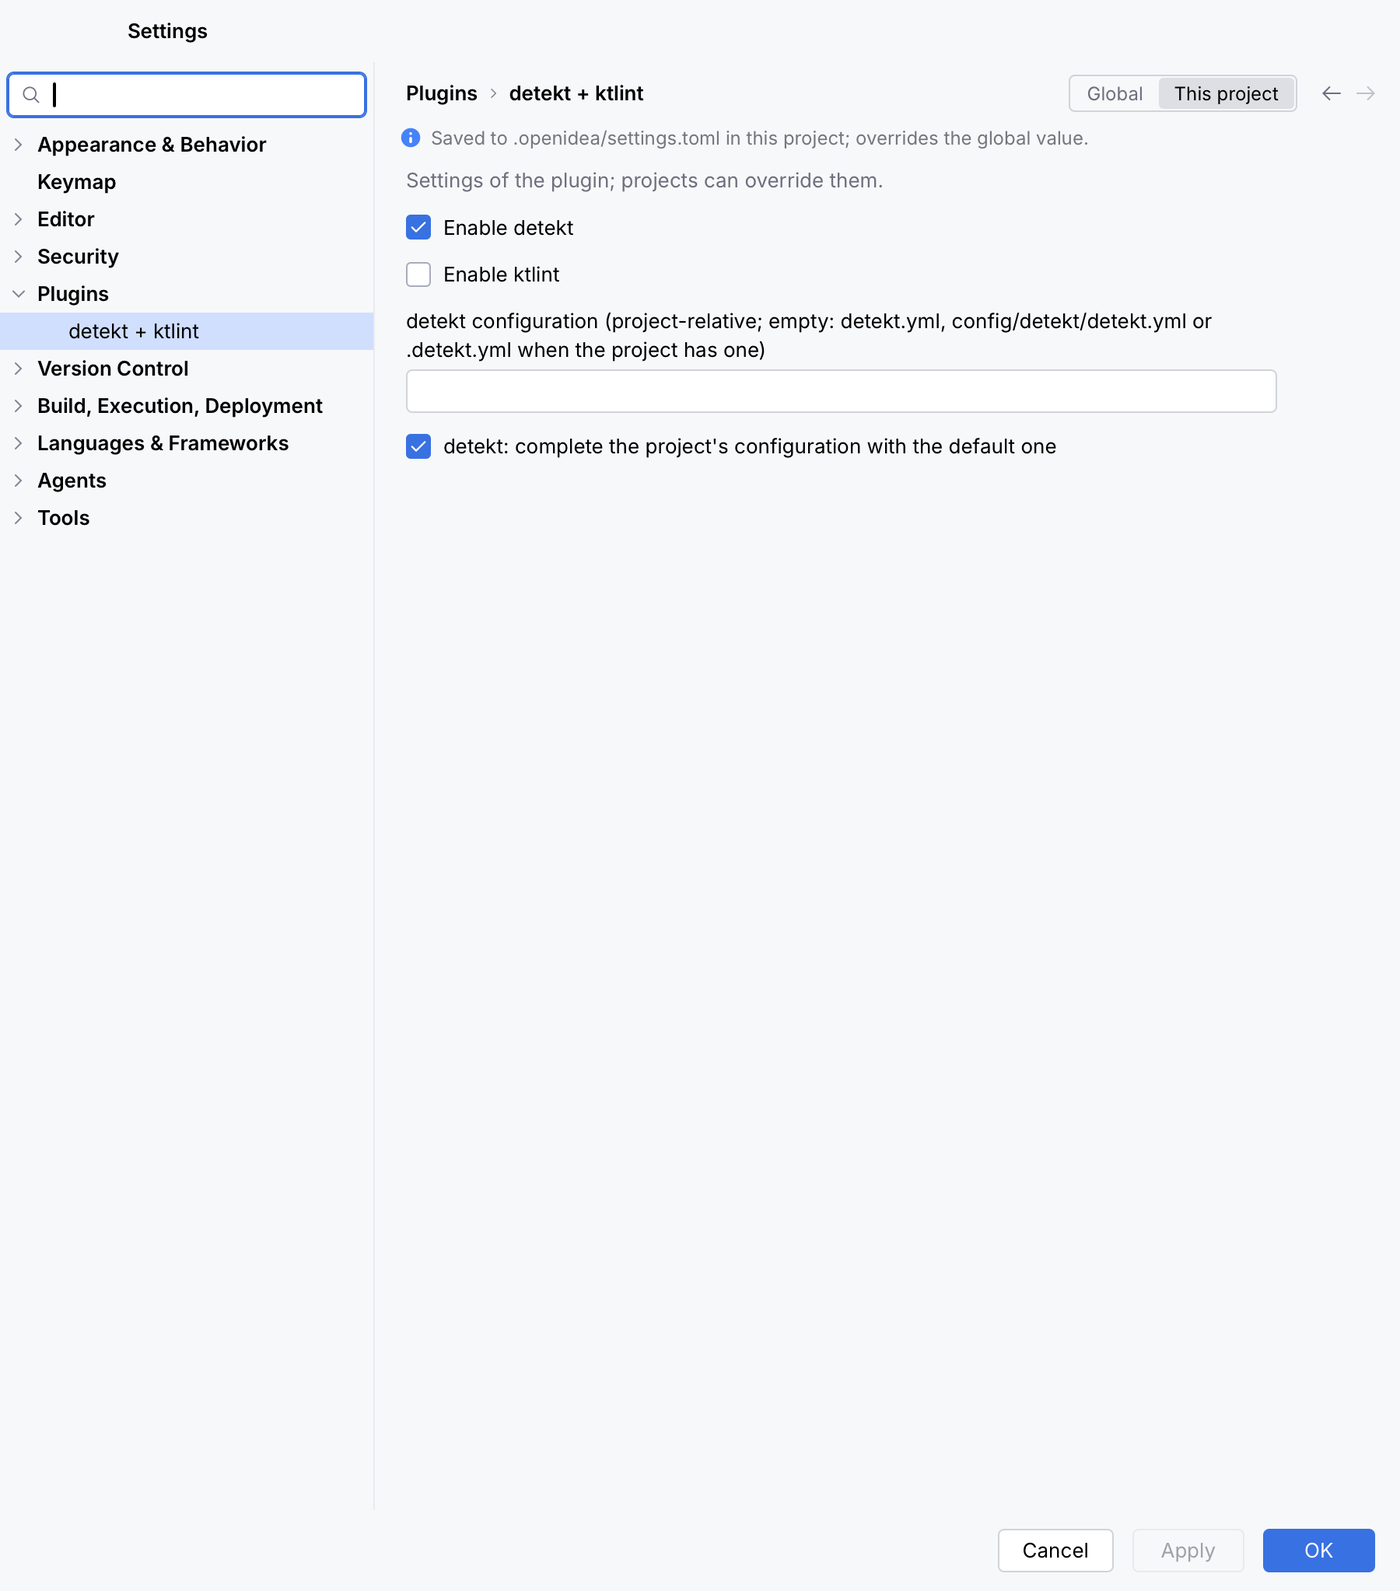 Settings
Appearance & Behavior
Keymap
Editor
Security
Plugins
detekt + ktlint
Version Control
Build, Execution, Deployment
Languages & Frameworks
Agents
Tools
Plugins > detekt + ktlint
Global
This project
Saved to .openidea/settings.toml in this project; overrides the global value.
Settings of the plugin; projects can override them.
Enable detekt
Enable ktlint
detekt configuration (project-relative; empty: detekt.yml, config/detekt/detekt.yml or
.detekt.yml when the project has one)
detekt: complete the project's configuration with the default one
Cancel
Apply
OK